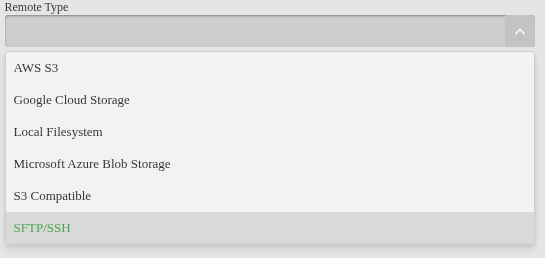 Remote Type
AWS S3
Google Cloud Storage
Local Filesystem
Microsoft Azure Blob Storage
S3 Compatible
SFTP/SSH